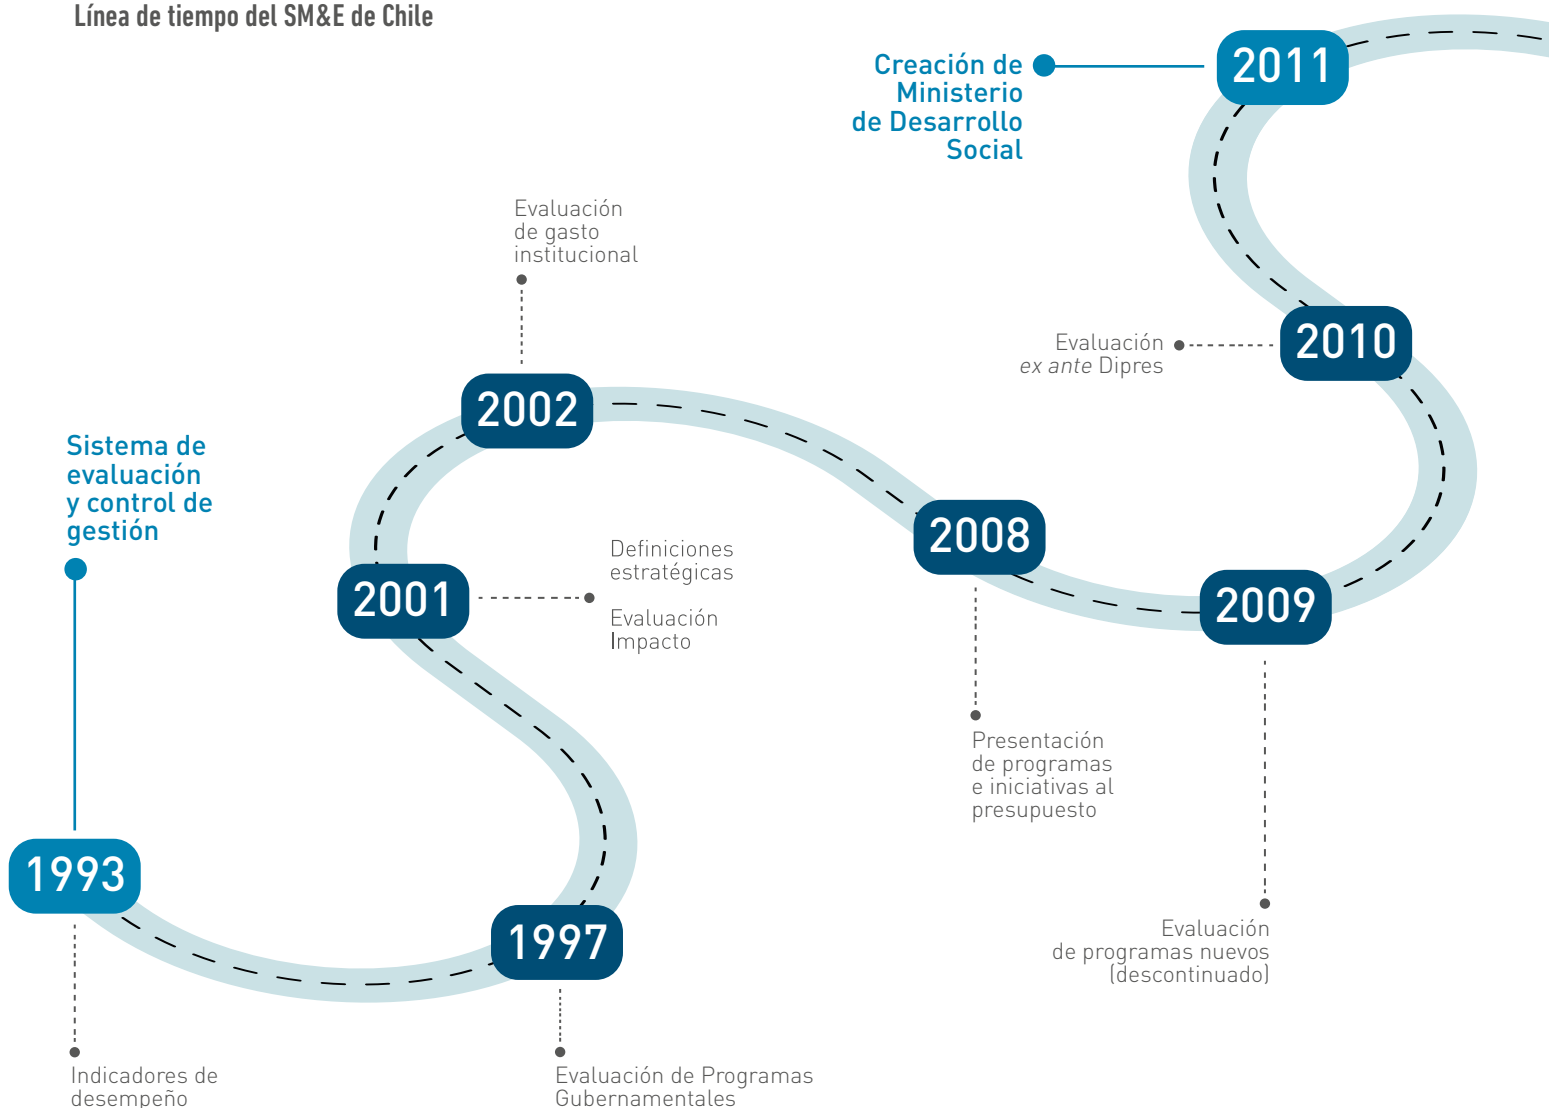 Línea de tiempo del SM&E de Chile
Sistema de
evaluación
y control de
gestión
1993
Indicadores de
desempeño
1997
Evaluación de Programas
Gubernamentales
2001
Definiciones
estratégicas
Evaluación
Impacto
2002
Evaluación
de gasto
institucional
2008
Presentación
de programas
e iniciativas al
presupuesto
2009
Evaluación
de programas nuevos
(descontinuado)
2010
Evaluación
ex ante Dipres
2011
Creación de
Ministerio
de Desarrollo
Social